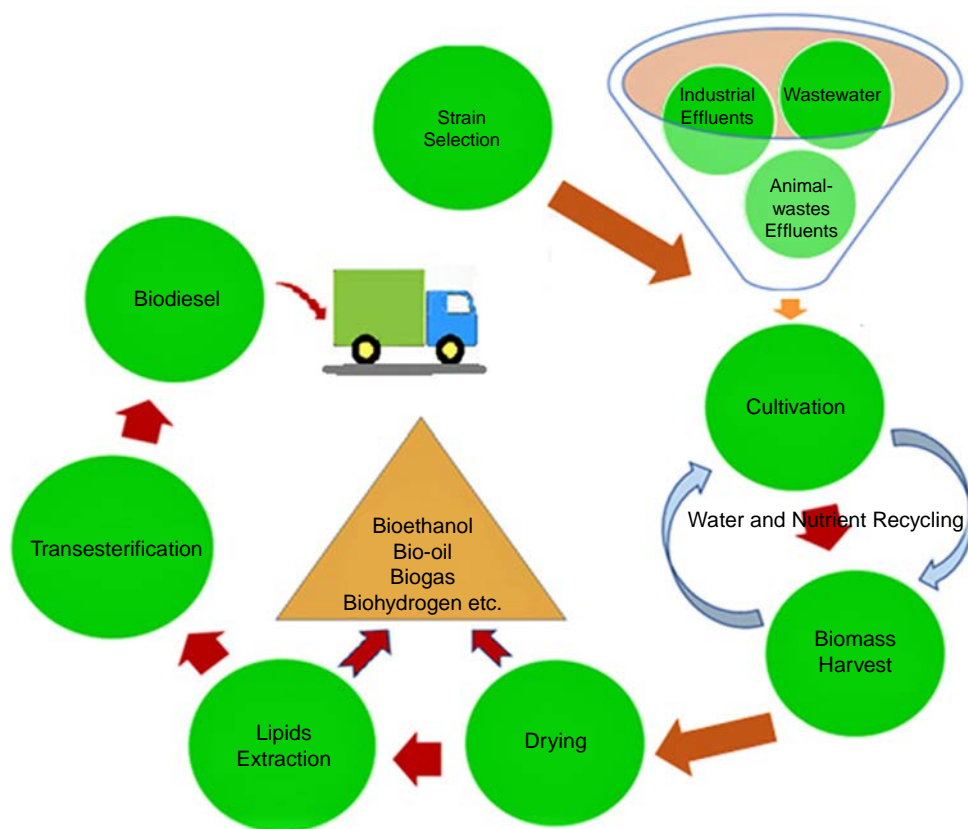 Strain
Selection
Industrial
Effluents
Wastewater
Animal-
wastes
Effluents
Biodiesel
Cultivation
Water and Nutrient Recycling
Transesterification
Bioethanol
Bio-oil
Biogas
Biohydrogen etc.
Biomass
Harvest
Lipids
Extraction
Drying